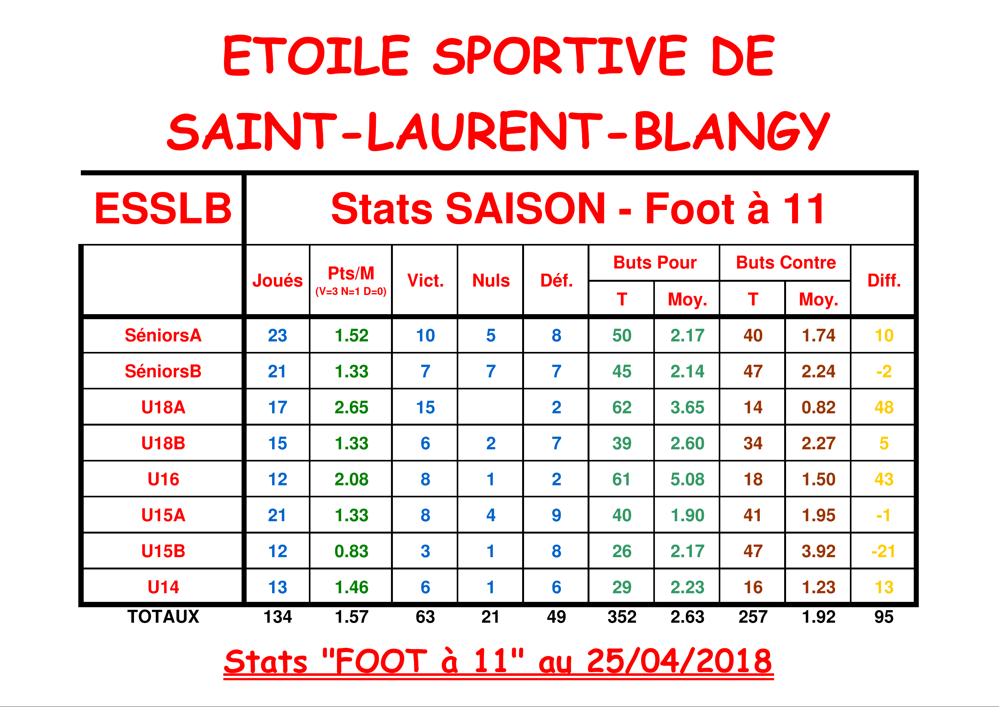 ETOILE SPORTIVE DE
SAINT-LAURENT-BLANGY
ESSLB Stats SAISON - Foot à 11
Joués Pts/M (V=3 N=1 D=0) Vict. Nuls Déf. Buts Pour Buts Contre Diff.
T Moy. T Moy.
SéniorsA 23 1.52 10 5 8 50 2.17 40 1.74 10
SéniorsB 21 1.33 7 7 7 45 2.14 47 2.24 -2
U18A 17 2.65 15 2 62 3.65 14 0.82 48
U18B 15 1.33 6 2 7 39 2.60 34 2.27 5
U16 12 2.08 8 1 2 61 5.08 18 1.50 43
U15A 21 1.33 8 4 9 40 1.90 41 1.95 -1
U15B 12 0.83 3 1 8 26 2.17 47 3.92 -21
U14 13 1.46 6 1 6 29 2.23 16 1.23 13
TOTAUX 134 1.57 63 21 49 352 2.63 257 1.92 95
Stats "FOOT à 11" au 25/04/2018